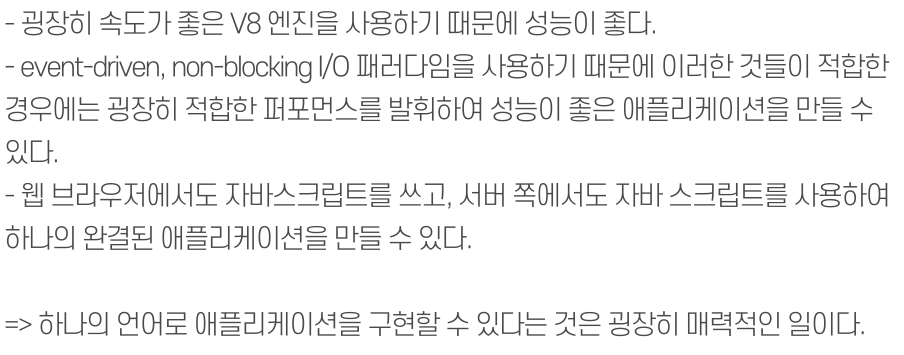 - 굉장히 속도가 좋은 V8 엔진을 사용하기 때문에 성능이 좋다.
- event-driven, non-blocking I/O 패러다임을 사용하기 때문에 이러한 것들이 적합한
경우에는 굉장히 적합한 퍼포먼스를 발휘하여 성능이 좋은 애플리케이션을 만들 수
있다.
- 웹 브라우저에서도 자바스크립트를 쓰고, 서버 쪽에서도 자바 스크립트를 사용하여
하나의 완결된 애플리케이션을 만들 수 있다.
=> 하나의 언어로 애플리케이션을 구현할 수 있다는 것은 굉장히 매력적인 일이다.